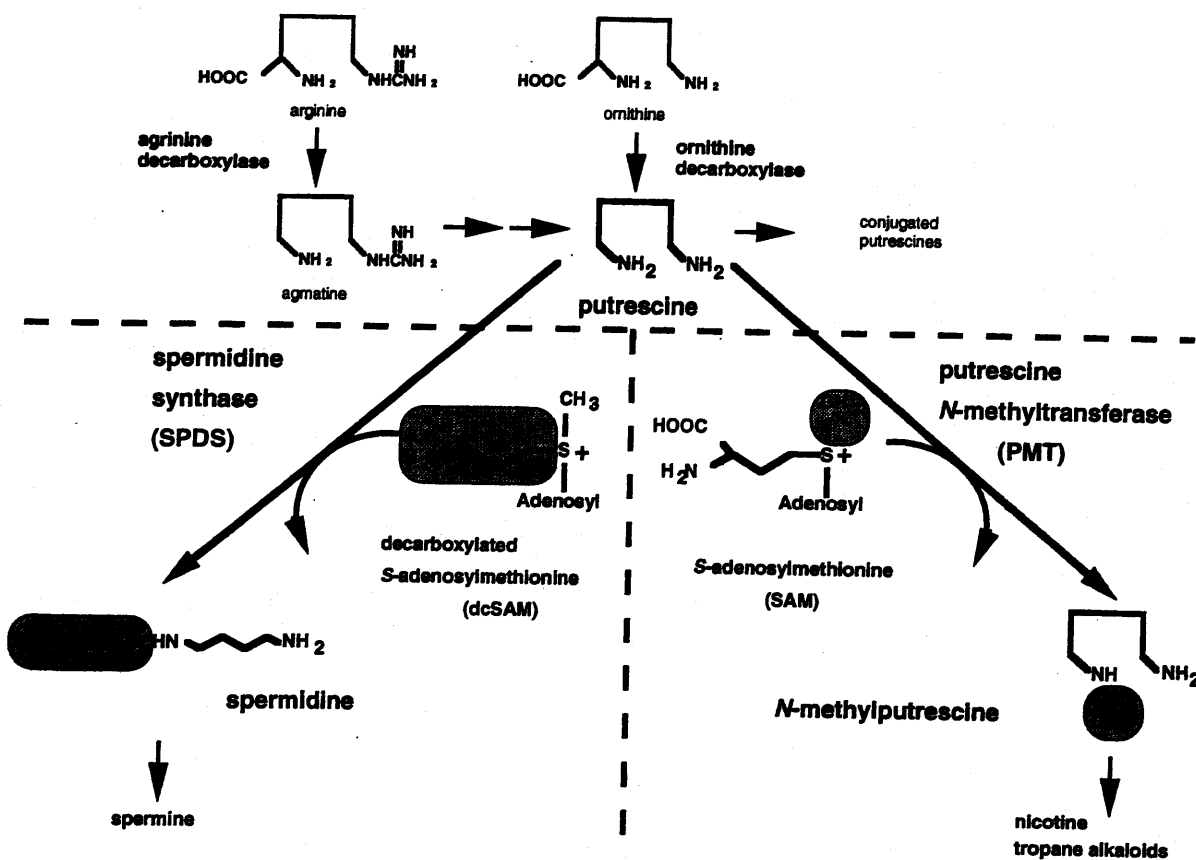 NH
HOOC
NH2
NHCNH2
arginine
HOOC
NH2
NH2
ornithine
agrinine
decarboxylase
ornithine
decarboxylase
NH
NH2
NHCNH2
agmatine
NH2
NH2
putrescine
conjugated
putrescines
spermidine
synthase
(SPDS)
CH3
S+
Adenosyl
decarboxylated
S-adenosylmethionine
(dcSAM)
HOOC
H2N
S+
Adenosyl
S-adenosylmethionine
(SAM)
putrescine
N-methyltransferase
(PMT)
HN
NH2
spermidine
spermine
NH
NH2
N-methylputrescine
nicotine
tropane alkaloids